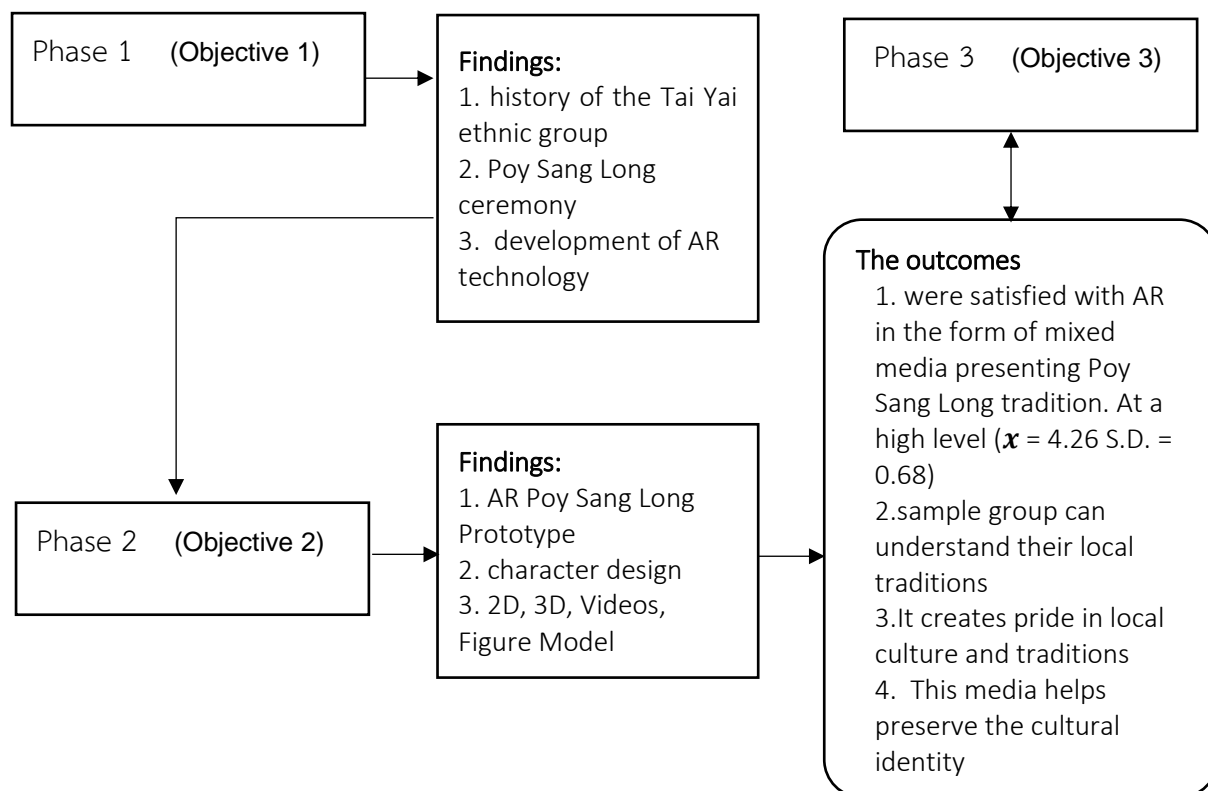 Phase 1 (Objective 1)
Findings:
1. history of the Tai Yai
ethnic group
2. Poy Sang Long
ceremony
3. development of AR
technology
Phase 2 (Objective 2)
Findings:
1. AR Poy Sang Long
Prototype
2. character design
3. 2D, 3D, Videos,
Figure Model
Phase 3 (Objective 3)
The outcomes
1. were satisfied with AR
in the form of mixed
media presenting Poy
Sang Long tradition. At a
high level (x = 4.26 S.D. =
0.68)
2.sample group can
understand their local
traditions
3.It creates pride in local
culture and traditions
4. This media helps
preserve the cultural
identity